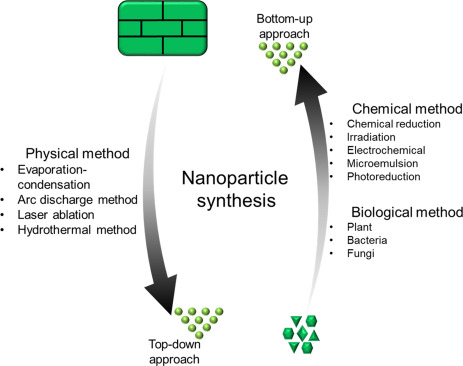 Bottom-up
approach
Physical method
• Evaporation-
condensation
• Arc discharge method
• Laser ablation
• Hydrothermal method
Nanoparticle
synthesis
Chemical method
• Chemical reduction
• Irradiation
• Electrochemical
• Microemulsion
• Photoreduction
Biological method
• Plant
• Bacteria
• Fungi
Top-down
approach